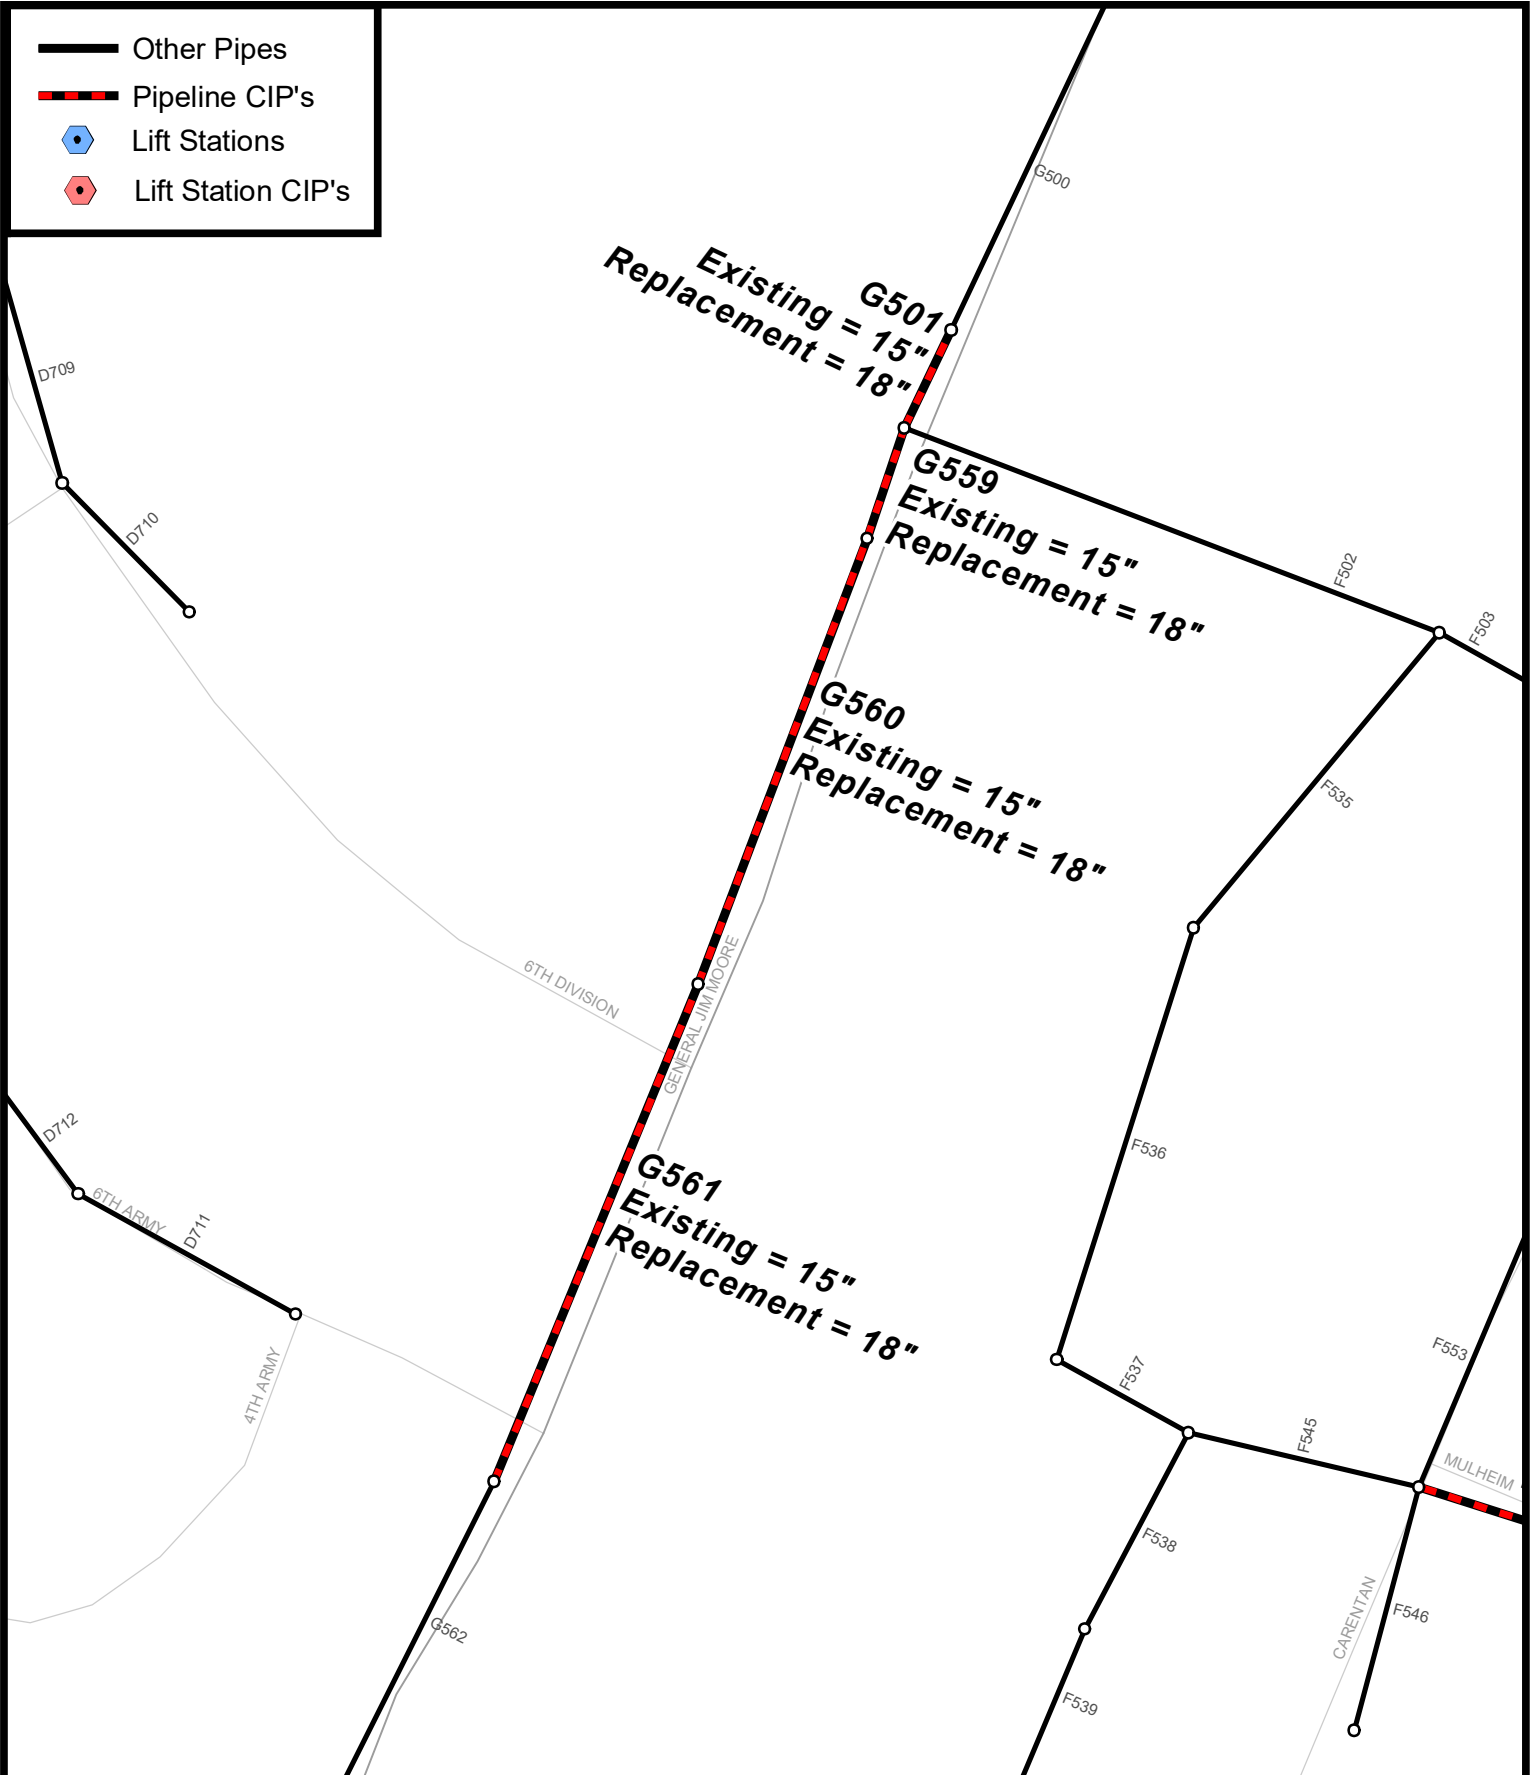 Other Pipes
Pipeline CIP's
Lift Stations
Lift Station CIP's
G500
G501
Existing = 15"
Replacement = 18"
D709
G559
Existing = 15"
Replacement = 18"
D710
F502
F503
G560
Existing = 15"
Replacement = 18"
F535
6TH DIVISION
GENERAL JIM MOORE
D712
F536
6TH ARMY
D711
G561
Existing = 15"
Replacement = 18"
4TH ARMY
F537
F553
F545
MULHEIM
F538
CARENTAN
F546
G562
F539